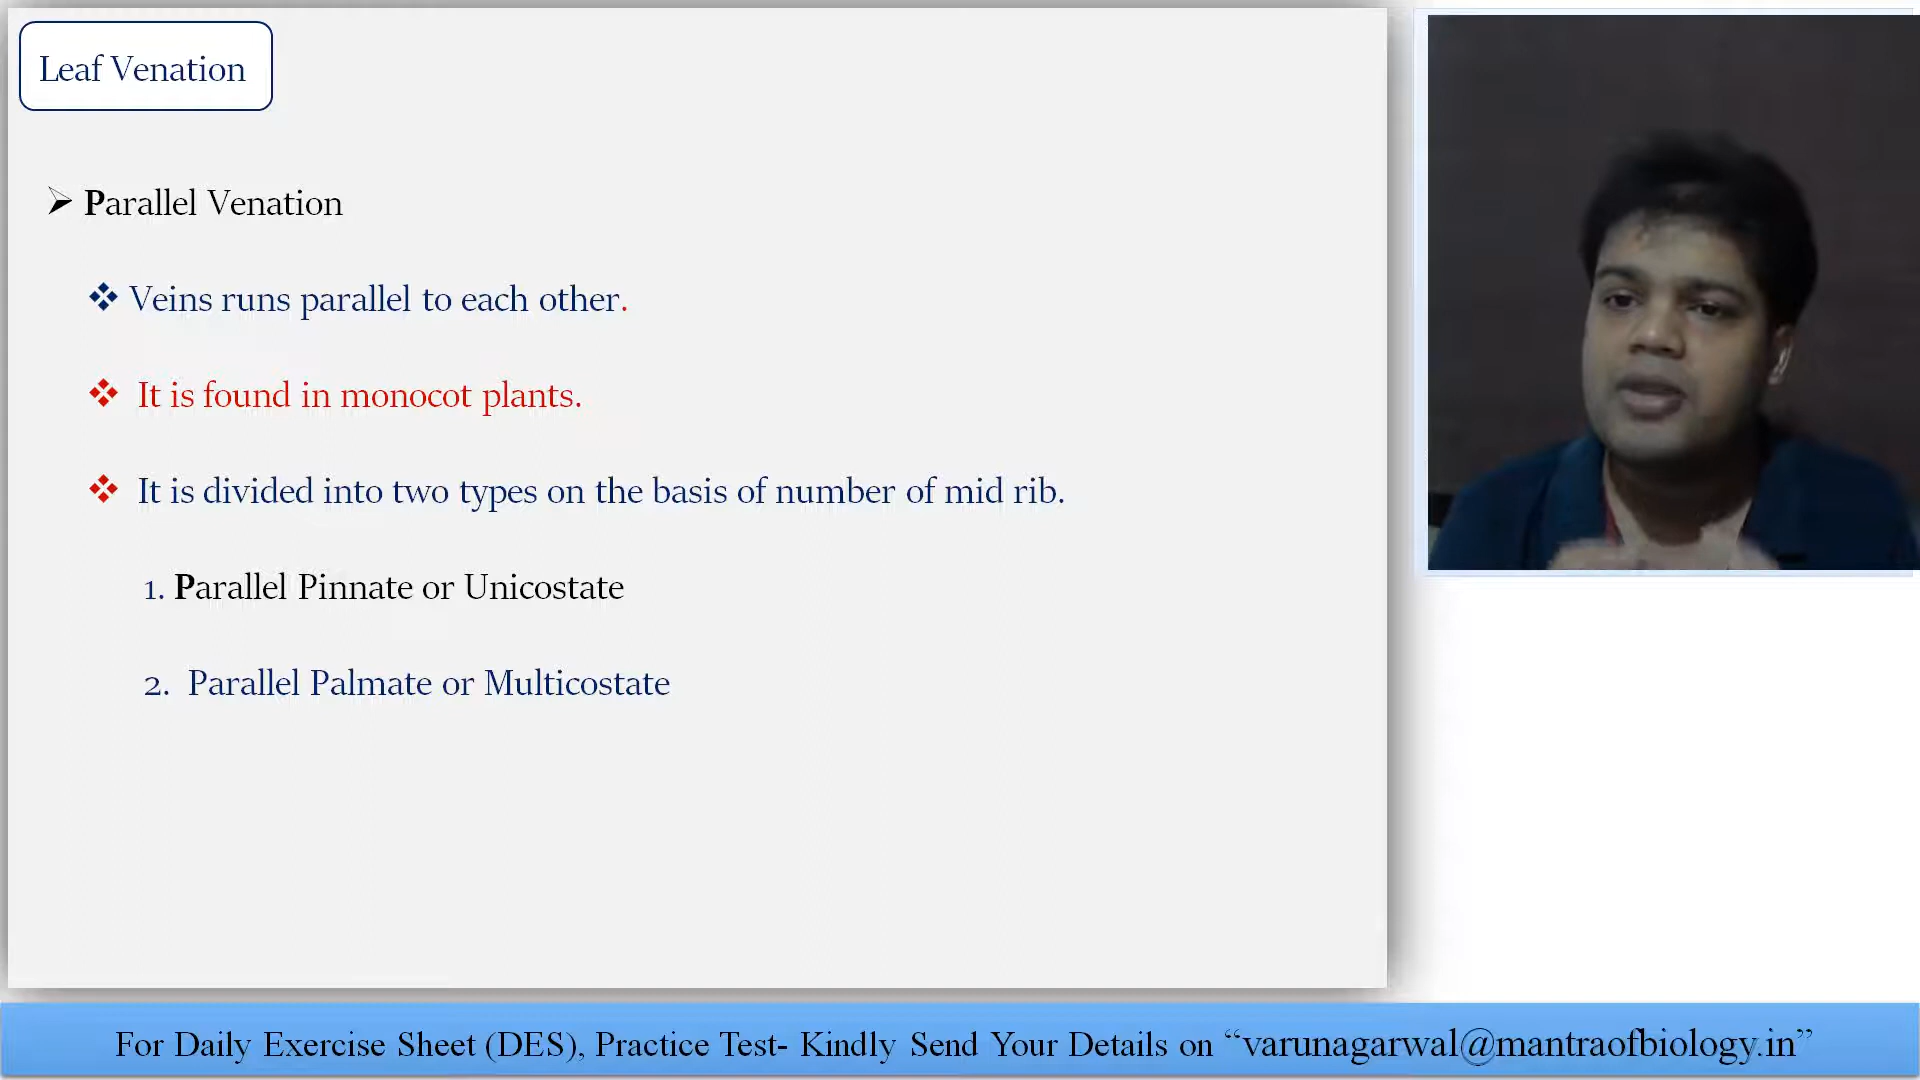 Leaf Venation
Parallel Venation
Veins runs parallel to each other.
It is found in monocot plants.
It is divided into two types on the basis of number of mid rib.
1. Parallel Pinnate or Unicostate
2. Parallel Palmate or Multicostate
For Daily Exercise Sheet (DES), Practice Test- Kindly Send Your Details on “varunagarwal@mantraofbiology.in”